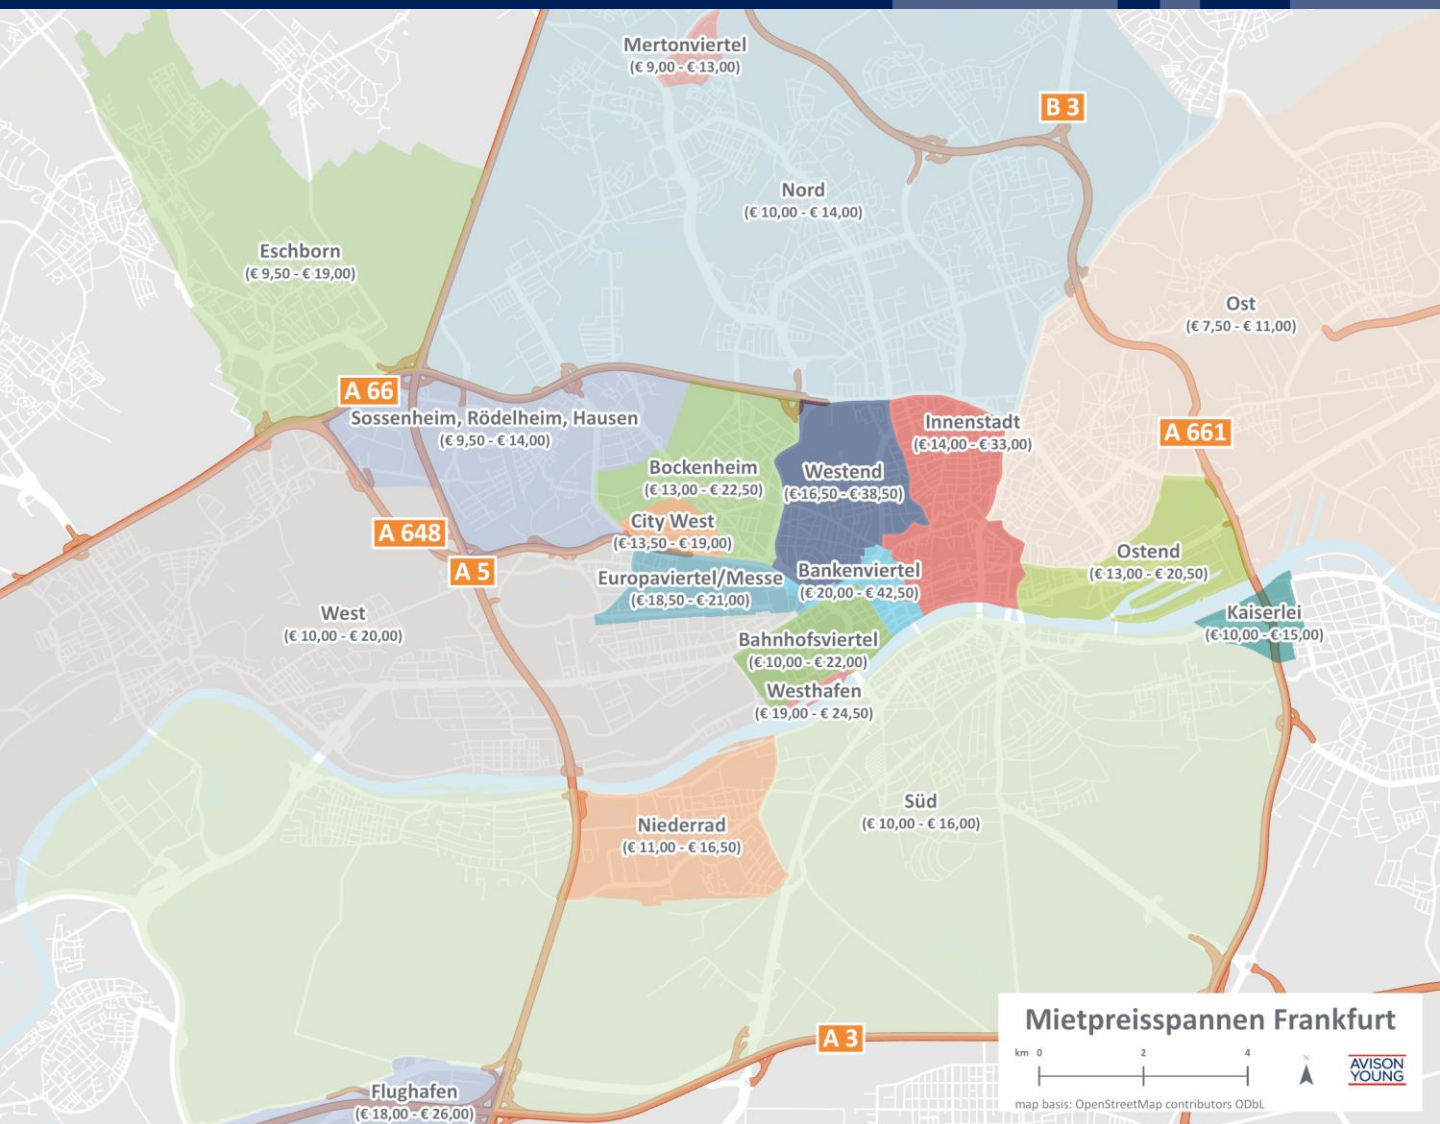 Mertonviertel
(€ 9,00 - € 13,00)
B 3
Nord
(€ 10,00 - € 14,00)
Eschborn
(€ 9,50 - € 19,00)
Ost
(€ 7,50 - € 11,00)
A 66
Sossenheim, Rödelheim, Hausen
(€ 9,50 - € 14,00)
Innenstadt
(€ 14,00 - € 33,00)
A 661
Bockenheim
(€ 13,00 - € 22,50)
Westend
(€ 16,50 - € 38,50)
City West
(€ 13,50 - € 19,00)
A 648
A 5
Ostend
(€ 13,00 - € 20,50)
Europaviertel/Messe
(€ 18,50 - € 21,00)
Bankenviertel
(€ 20,00 - € 42,50)
West
(€ 10,00 - € 20,00)
Kaiserlei
(€ 10,00 - € 15,00)
Bahnhofsviertel
(€ 10,00 - € 22,00)
Westhafen
(€ 19,00 - € 24,50)
Süd
(€ 10,00 - € 16,00)
Niederrad
(€ 11,00 - € 16,50)
A 3
Flughafen
(€ 18,00 - € 26,00)
Mietpreisspannen Frankfurt
km 0 2 4
N
AVISON
YOUNG
map basis: OpenStreetMap contributors ODbL